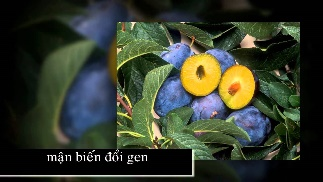 mận biến đổi gen